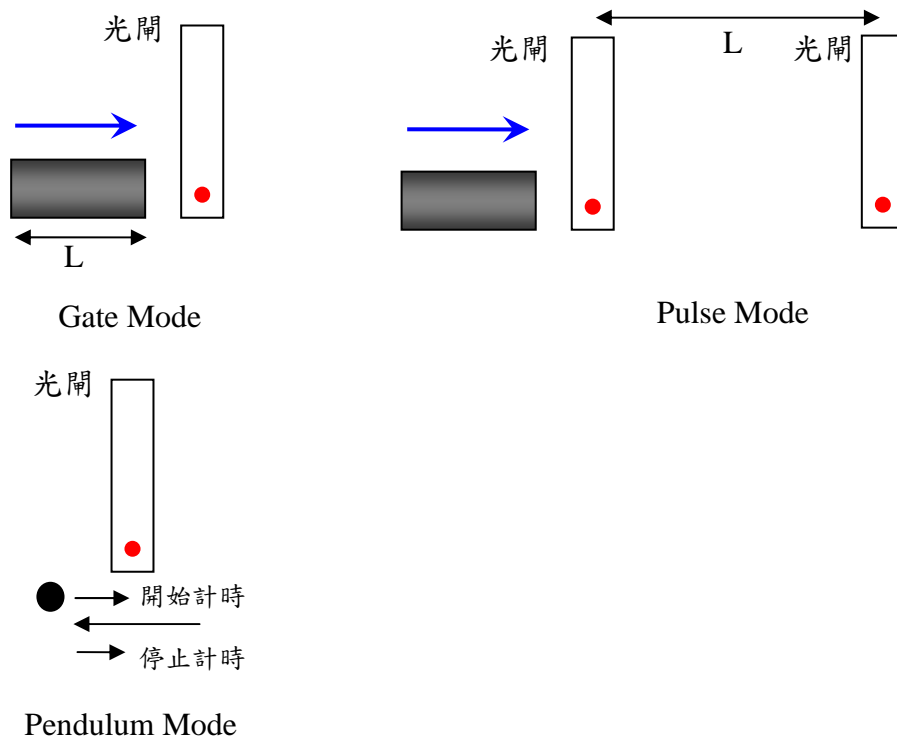 光閘
L
Gate Mode
光閘
L
光閘
Pulse Mode
光閘
開始計時
停止計時
Pendulum Mode